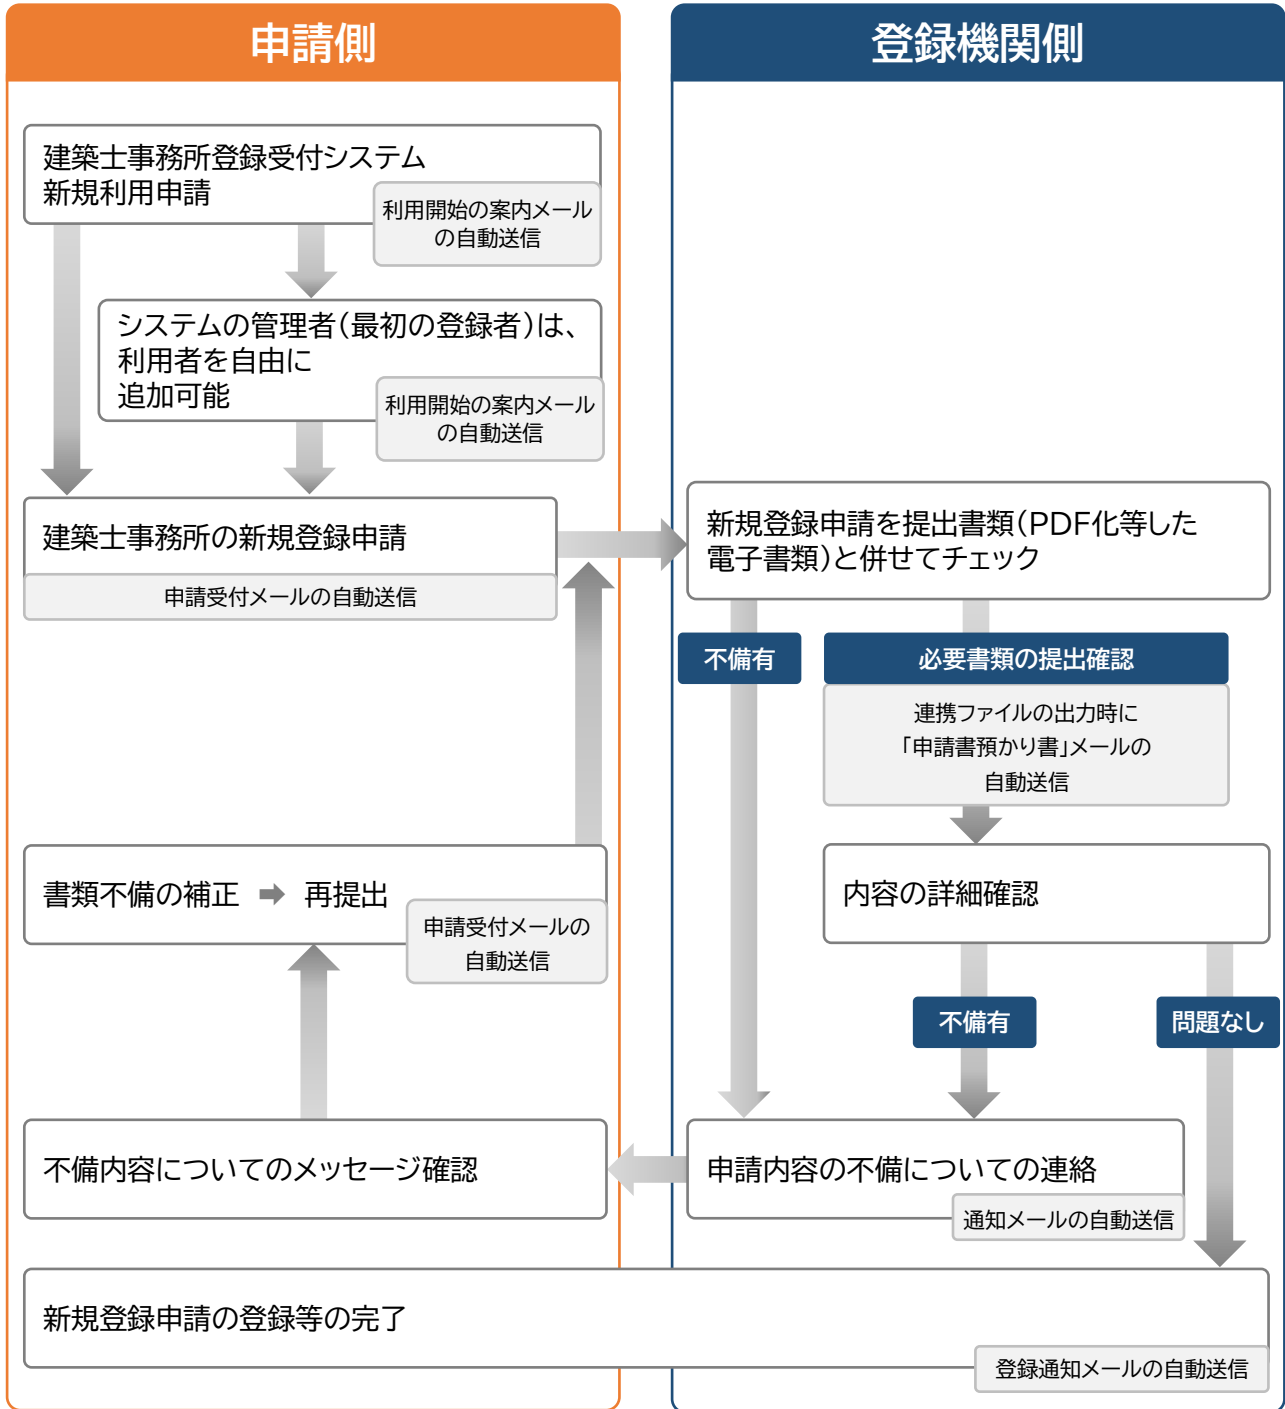 申請側
建築士事務所登録受付システム
新規利用申請
利用開始の案内メール
の自動送信
システムの管理者(最初の登録者)は、
利用者を自由に
追加可能
利用開始の案内メール
の自動送信
建築士事務所の新規登録申請
申請受付メールの自動送信
書類不備の補正 ➡ 再提出
申請受付メールの
自動送信
不備内容についてのメッセージ確認
登録機関側
新規登録申請を提出書類(PDF化等した
電子書類)と併せてチェック
不備有
必要書類の提出確認
連携ファイルの出力時に
「申請書預かり書」メールの
自動送信
内容の詳細確認
不備有
問題なし
申請内容の不備についての連絡
通知メールの自動送信
新規登録申請の登録等の完了
登録通知メールの自動送信